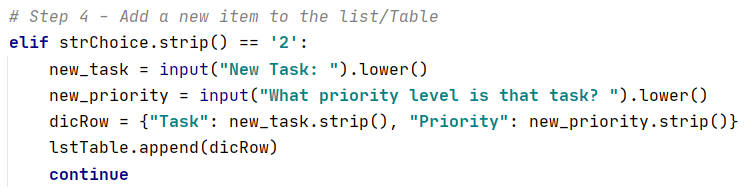 # Step 4 - Add a new item to the list/Table
elif strChoice.strip() == '2':
    new_task = input("New Task: ").lower()
    new_priority = input("What priority level is that task? ").lower()
    dicRow = {"Task": new_task.strip(), "Priority": new_priority.strip()}
    lstTable.append(dicRow)
    continue